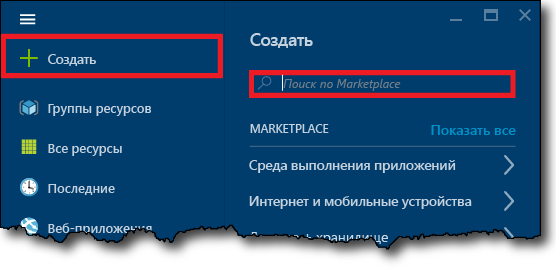 Создать
Создать
Поиск по Marketplace
Группы ресурсов
MARKETPLACE Показать все
Все ресурсы
Среда выполнения приложений
Последние
Интернет и мобильные устройства
Веб-приложения
хранилище